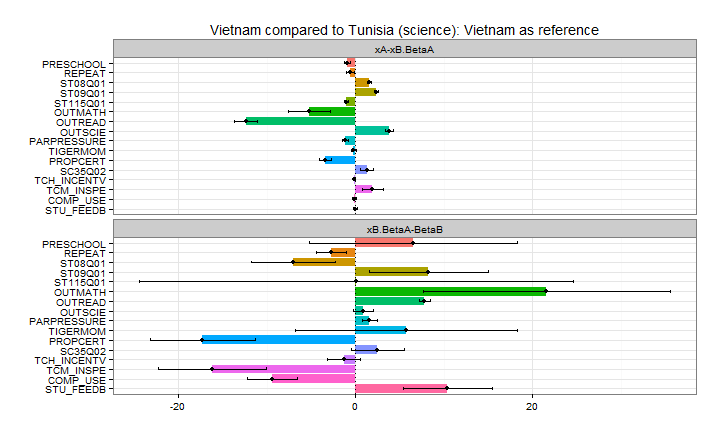 Vietnam compared to Tunisia (science): Vietnam as reference
xA-xB.BetaA
PRESCHOOL
REPEAT
ST08Q01
ST09Q01
ST115Q01
OUTMATH
OUTREAD
OUTSCIE
PARPRESSURE
TIGERMOM
PROPCERT
SC35Q02
TCH_INCENTV
TCM_INSPE
COMP_USE
STU_FEEDB
xB.BetaA-BetaB
PRESCHOOL
REPEAT
ST08Q01
ST09Q01
ST115Q01
OUTMATH
OUTREAD
OUTSCIE
PARPRESSURE
TIGERMOM
PROPCERT
SC35Q02
TCH_INCENTV
TCM_INSPE
COMP_USE
STU_FEEDB
-20 0 20